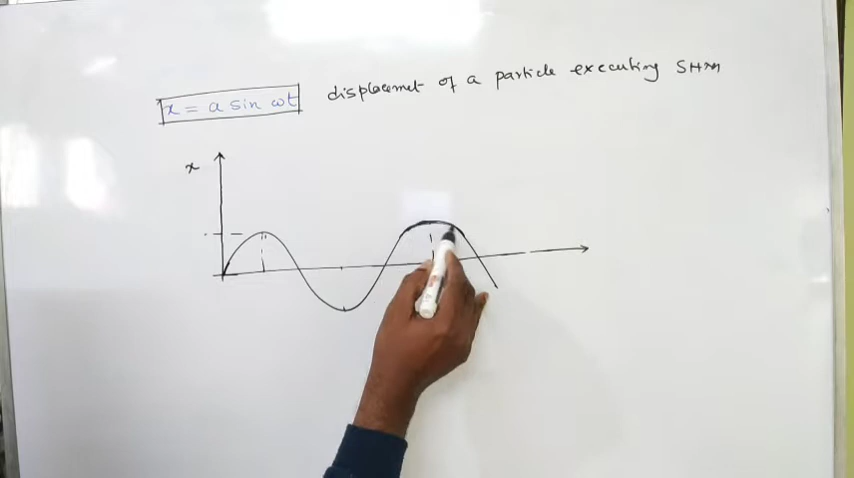 x = a sin ωt displacemet of a particle executing SHM
x